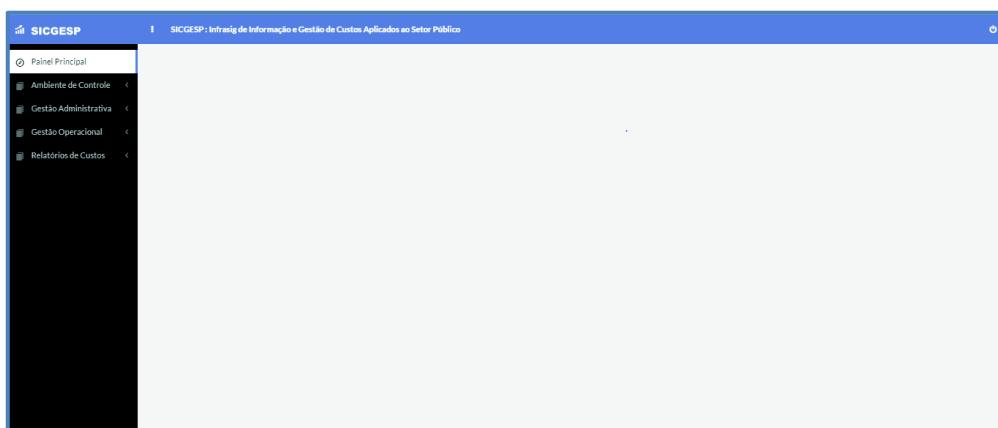 SICGESP
SICGESP : Infrasig de Informação e Gestão de Custos Aplicados ao Setor Público
Painel Principal
Ambiente de Controle
Gestão Administrativa
Gestão Operacional
Relatórios de Custos